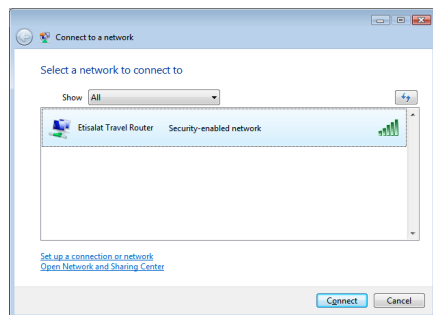 Connect to a network
Select a network to connect to
Show All
Etisalat Travel Router Security-enabled network
Set up a connection or network
Open Network and Sharing Center
Connect Cancel